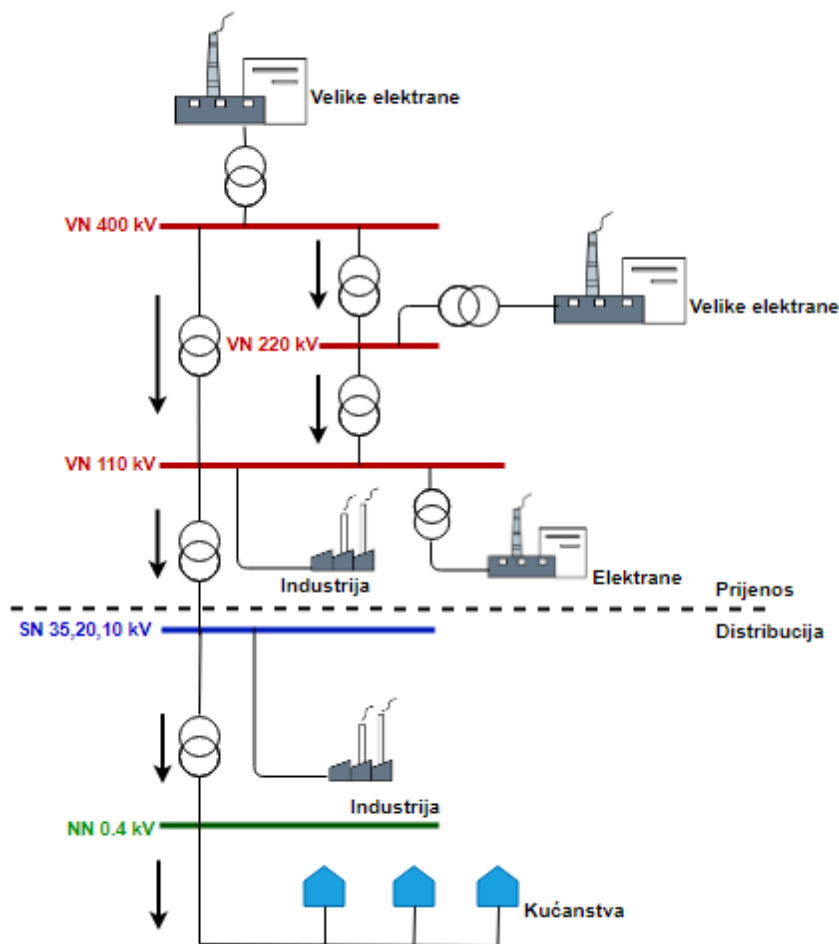 Velike elektrane
VN 400 kV
Velike elektrane
VN 220 kV
VN 110 kV
Industrija
Elektrane
Prijenos
SN 35,20,10 kV
Distribucija
Industrija
NN 0.4 kV
Kućanstva